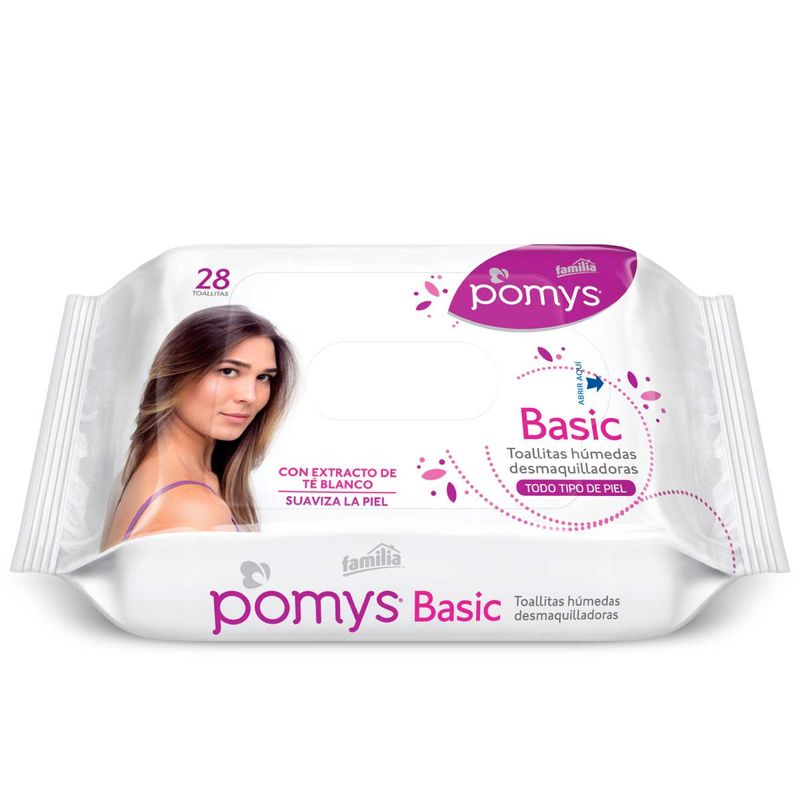 28
TOALLITAS
familia
pomys
ABRIR AQUÍ
Basic
Toallitas húmedas
desmaquilladoras
TODO TIPO DE PIEL
CON EXTRACTO DE
TÉ BLANCO
SUAVIZA LA PIEL
familia
pomys Basic Toallitas húmedas
desmaquilladoras